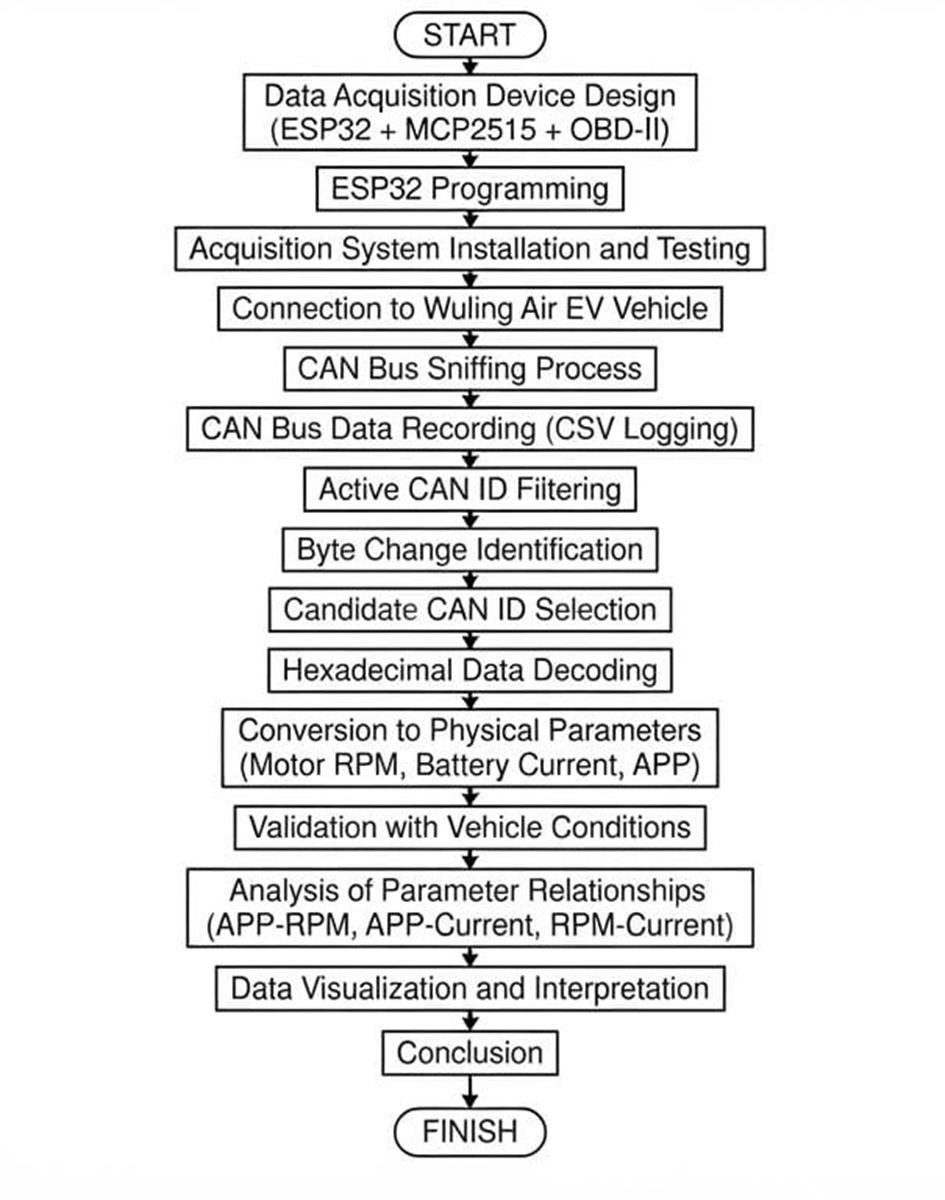 START
Data Acquisition Device Design
(ESP32 + MCP2515 + OBD-II)
ESP32 Programming
Acquisition System Installation and Testing
Connection to Wuling Air EV Vehicle
CAN Bus Sniffing Process
CAN Bus Data Recording (CSV Logging)
Active CAN ID Filtering
Byte Change Identification
Candidate CAN ID Selection
Hexadecimal Data Decoding
Conversion to Physical Parameters
(Motor RPM, Battery Current, APP)
Validation with Vehicle Conditions
Analysis of Parameter Relationships
(APP-RPM, APP-Current, RPM-Current)
Data Visualization and Interpretation
Conclusion
FINISH